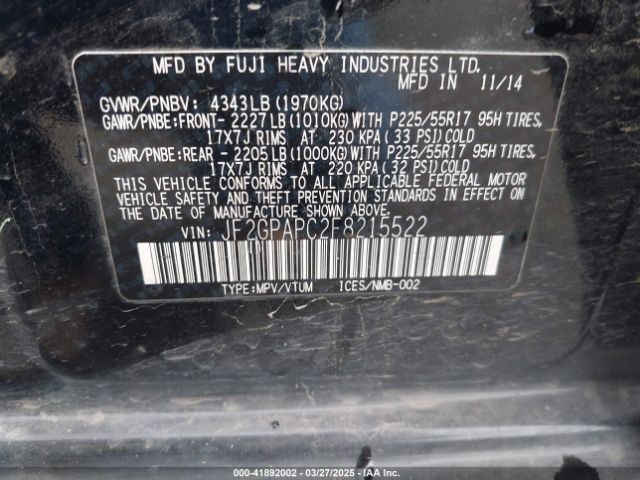 MFD BY FUJI HEAVY INDUSTRIES LTD.
MFD IN 11/14
GVWR/PNBV: 4343LB (1970KG)
GAWR/PNBE:FRONT- 2227LB (1010KG) WITH P225/55R17 95H TIRES,
17X7J RIMS AT 230 KPA (33 PSI) COLD
GAWR/PNBE:REAR - 2205LB (1000KG) WITH P225/55R17 95H TIRES,
17X7J RIMS AT 220 KPA (32 PSI) COLD
THIS VEHICLE CONFORMS TO ALL APPLICABLE FEDERAL MOTOR
VEHICLE SAFETY AND THEFT PREVENTION STANDARDS IN EFFECT ON
THE DATE OF MANUFACTURE SHOWN ABOVE.
VIN: JF2GPAPC2F8215522
TYPE:MPV/VTUM ICES/NMB-002
000-41892002 — 03/27/2025 — IAA Inc.